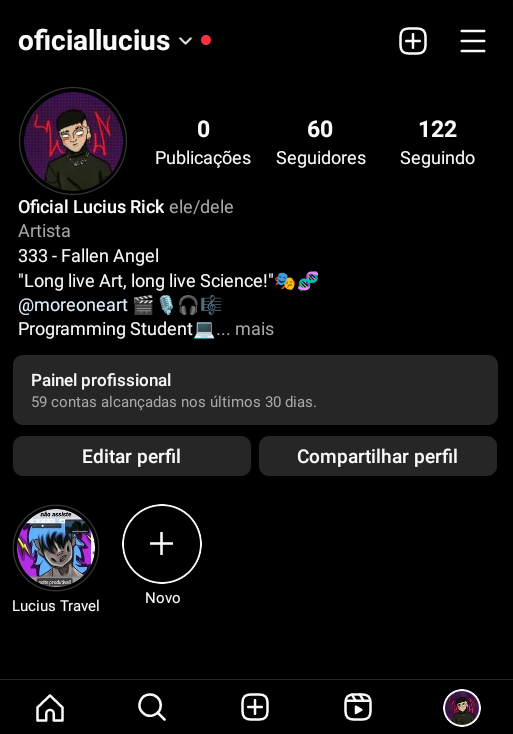 oficiallucius
0 60 122
Publicações Seguidores Seguindo
Oficial Lucius Rick ele/dele
Artista
333 - Fallen Angel
"Long live Art, long live Science!"🎭🧬
@moreoneart 🎬🎙️🎧🎼
Programming Student💻... mais
Painel profissional
59 contas alcançadas nos últimos 30 dias.
Editar perfil Compartilhar perfil
não assiste
Lucius Travel Novo